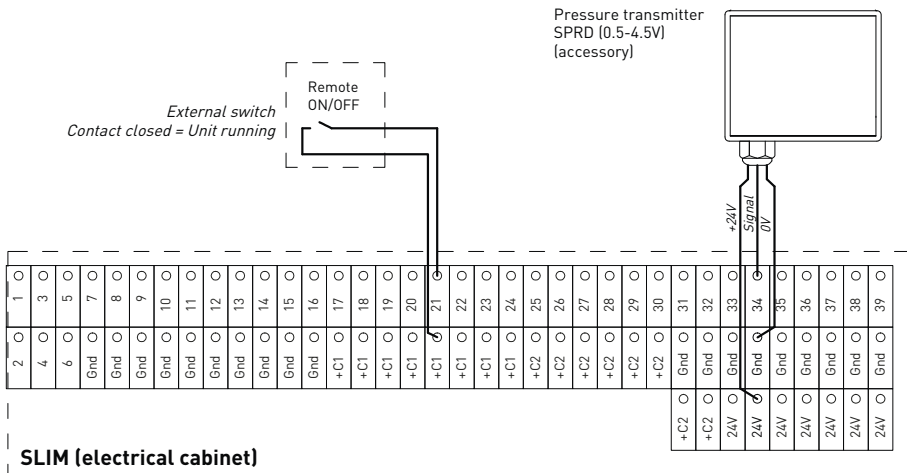 Pressure transmitter
SPRD (0.5-4.5V)
(accessory)
Remote
ON/OFF
External switch
Contact closed = Unit running
+24V
Signal
0V
1 3 5 7 8 9 10 11 12 13 14 15 16 17 18 19 20 21 22 23 24 25 26 27 28 29 30 31 32 33 34 35 36 37 38 39
2 4 6 Gnd Gnd Gnd Gnd Gnd Gnd Gnd Gnd Gnd Gnd +C1 +C1 +C1 +C1 +C1 +C1 +C1 +C1 +C2 +C2 +C2 +C2 +C2 +C2 Gnd Gnd Gnd Gnd Gnd Gnd Gnd Gnd Gnd
+C2 +C2 24V 24V 24V 24V 24V 24V 24V
SLIM (electrical cabinet)